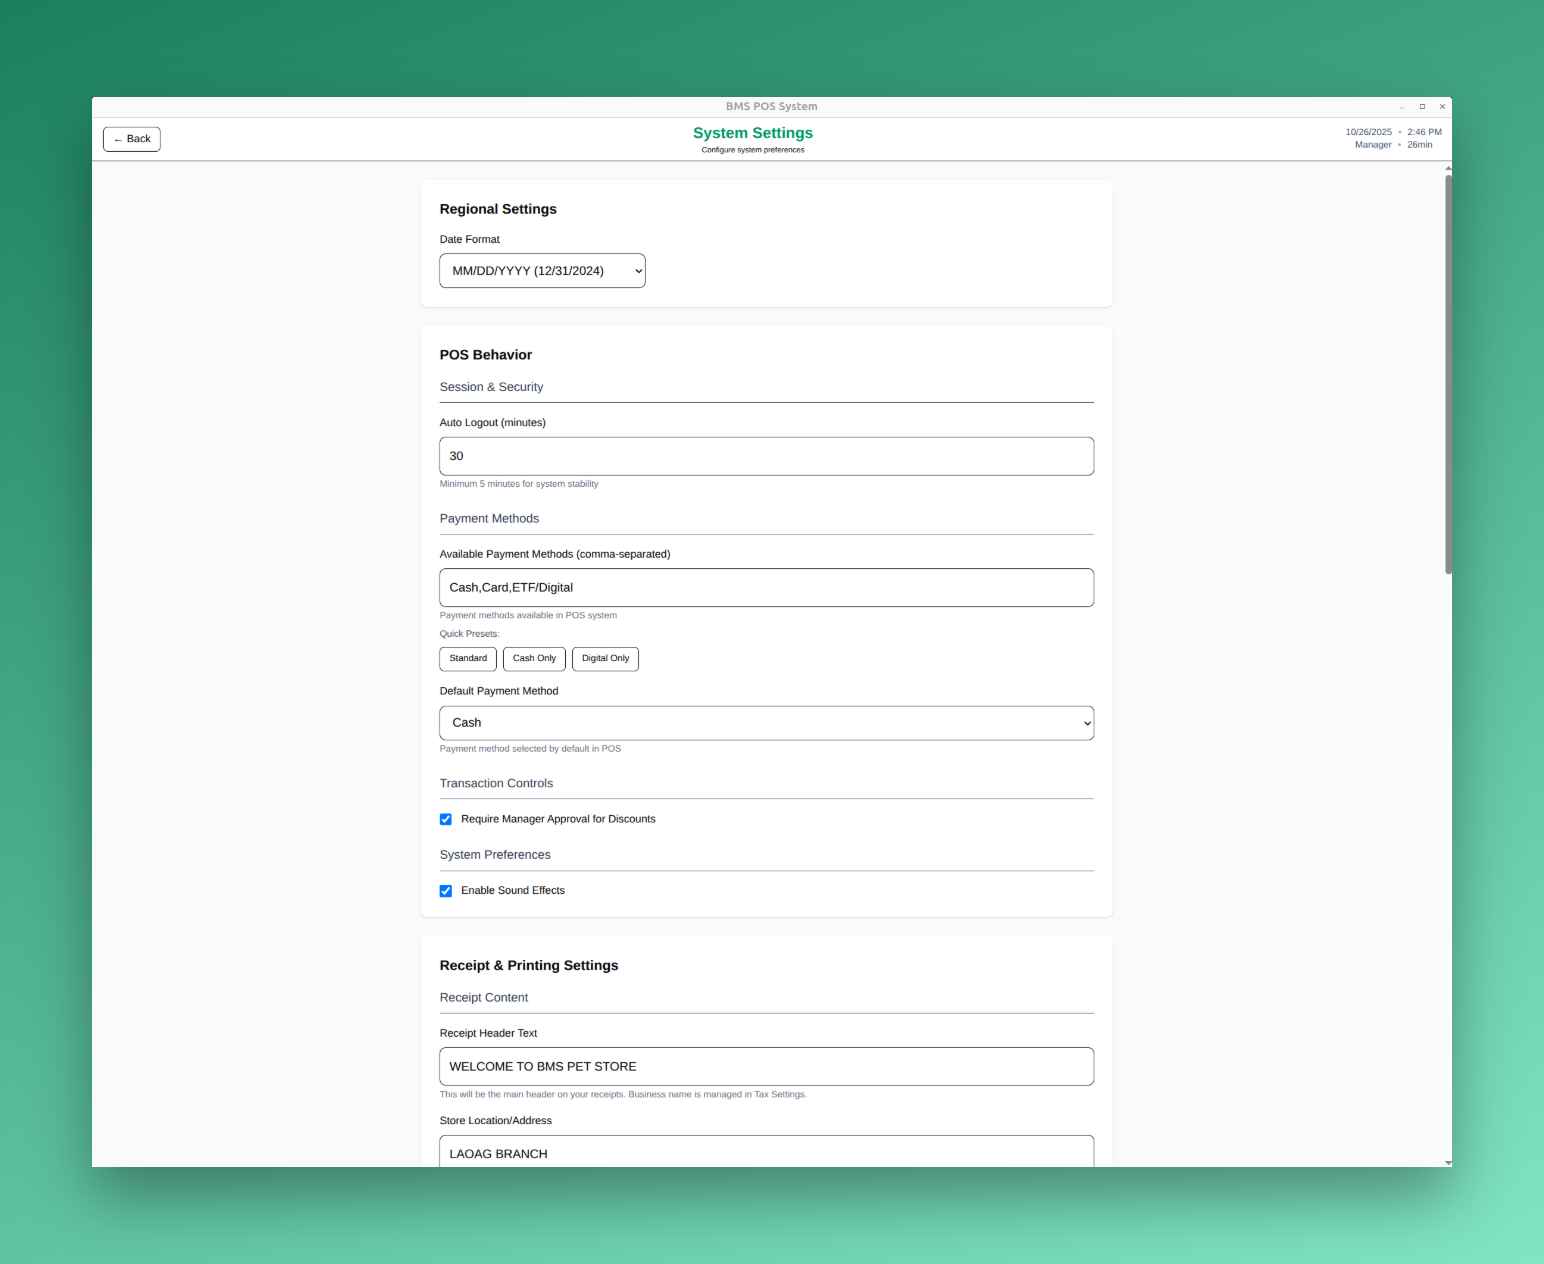 BMS POS System
← Back
System Settings
Configure system preferences
10/26/2025 • 2:46 PM
Manager • 26min
Regional Settings
Date Format
MM/DD/YYYY (12/31/2024)
POS Behavior
Session & Security
Auto Logout (minutes)
30
Minimum 5 minutes for system stability
Payment Methods
Available Payment Methods (comma-separated)
Cash,Card,ETF/Digital
Payment methods available in POS system
Quick Presets:
Standard Cash Only Digital Only
Default Payment Method
Cash
Payment method selected by default in POS
Transaction Controls
Require Manager Approval for Discounts
System Preferences
Enable Sound Effects
Receipt & Printing Settings
Receipt Content
Receipt Header Text
WELCOME TO BMS PET STORE
This will be the main header on your receipts. Business name is managed in Tax Settings.
Store Location/Address
LAOAG BRANCH